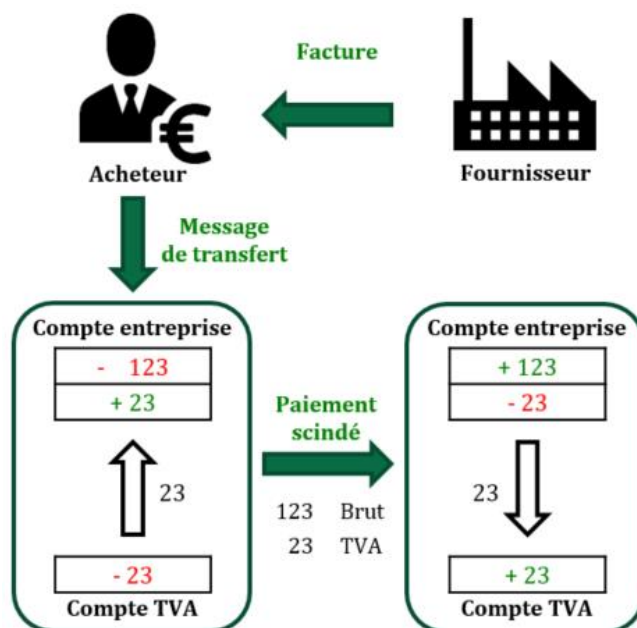 Facture
Acheteur
Fournisseur
Message
de transfert
Compte entreprise
- 123
+ 23
23
- 23
Compte TVA
Paiement
scindé
123 Brut
23 TVA
Compte entreprise
+ 123
- 23
23
+ 23
Compte TVA